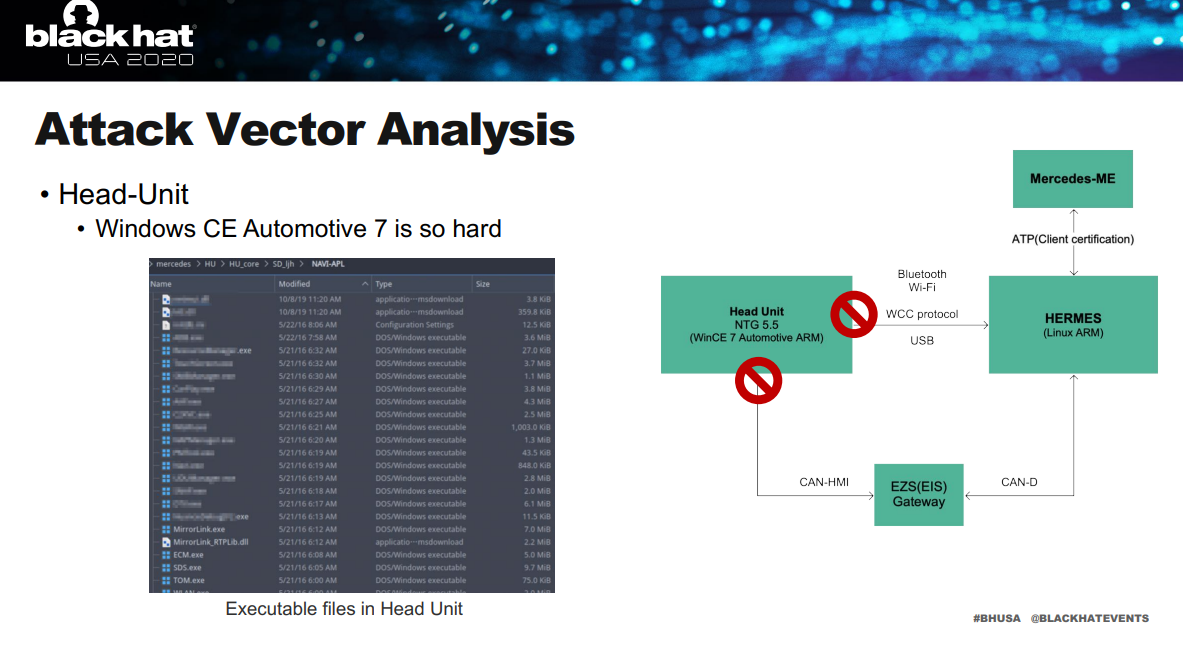 black hat
USA 2020
Attack Vector Analysis
• Head-Unit
• Windows CE Automotive 7 is so hard
mercedes > HU > HU_core > SD_ljh > NAVI-APL
Name Modified Type Size
10/8/19 11:20 AM applicatio···msdownload 3.8 KiB
10/8/19 11:20 AM applicatio···msdownload 359.8 KiB
5/22/16 8:06 AM Configuration Settings 12.5 KiB
5/22/16 7:58 AM DOS/Windows executable 3.6 MiB
.exe 5/21/16 6:32 AM DOS/Windows executable 27.0 KiB
5/21/16 6:32 AM DOS/Windows executable 3.7 MiB
5/21/16 6:30 AM DOS/Windows executable 1.1 MiB
5/21/16 6:29 AM DOS/Windows executable 3.8 MiB
5/21/16 6:27 AM DOS/Windows executable 4.3 MiB
5/21/16 6:25 AM DOS/Windows executable 2.5 MiB
5/21/16 6:21 AM DOS/Windows executable 1,003.0 KiB
5/21/16 6:20 AM DOS/Windows executable 1.3 MiB
5/21/16 6:19 AM DOS/Windows executable 43.5 KiB
5/21/16 6:19 AM DOS/Windows executable 848.0 KiB
5/21/16 6:19 AM DOS/Windows executable 2.8 MiB
5/21/16 6:18 AM DOS/Windows executable 2.0 MiB
5/21/16 6:17 AM DOS/Windows executable 6.1 MiB
.exe 5/21/16 6:13 AM DOS/Windows executable 11.5 KiB
MirrorLink.exe 5/21/16 6:12 AM DOS/Windows executable 7.0 MiB
MirrorLink_RTPLib.dll 5/21/16 6:12 AM applicatio···msdownload 2.2 MiB
ECM.exe 5/21/16 6:08 AM DOS/Windows executable 5.0 MiB
SDS.exe 5/21/16 6:05 AM DOS/Windows executable 9.7 MiB
TOM.exe 5/21/16 6:00 AM DOS/Windows executable 75.0 KiB
Executable files in Head Unit
Mercedes-ME
ATP(Client certification)
Head Unit
NTG 5.5
(WinCE 7 Automotive ARM)
Bluetooth
Wi-Fi
WCC protocol
USB
HERMES
(Linux ARM)
CAN-HMI
EZS(EIS)
Gateway
CAN-D
#BHUSA @BLACKHATEVENTS